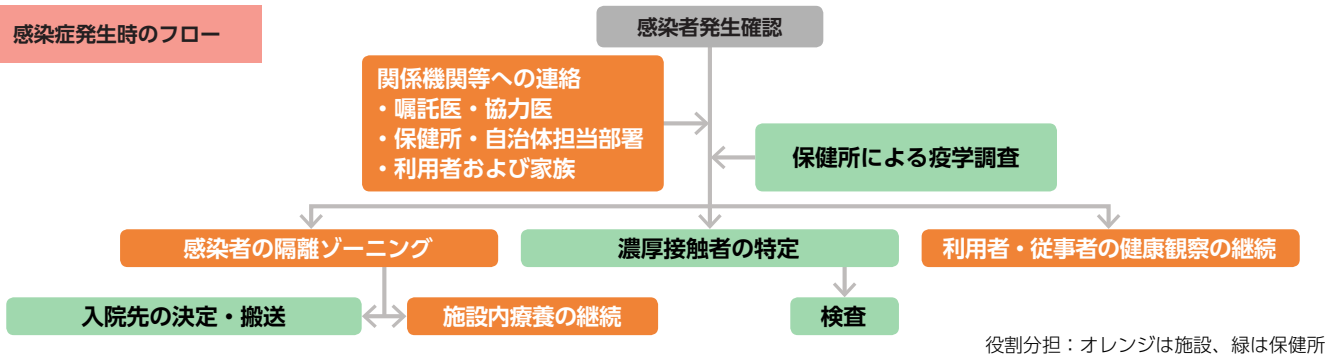 感染症発生時のフロー
感染者発生確認
関係機関等への連絡
・嘱託医・協力医
・保健所・自治体担当部署
・利用者および家族
保健所による疫学調査
感染者の隔離ゾーニング
濃厚接触者の特定
利用者・従事者の健康観察の継続
入院先の決定・搬送
施設内療養の継続
検査
役割分担：オレンジは施設、緑は保健所